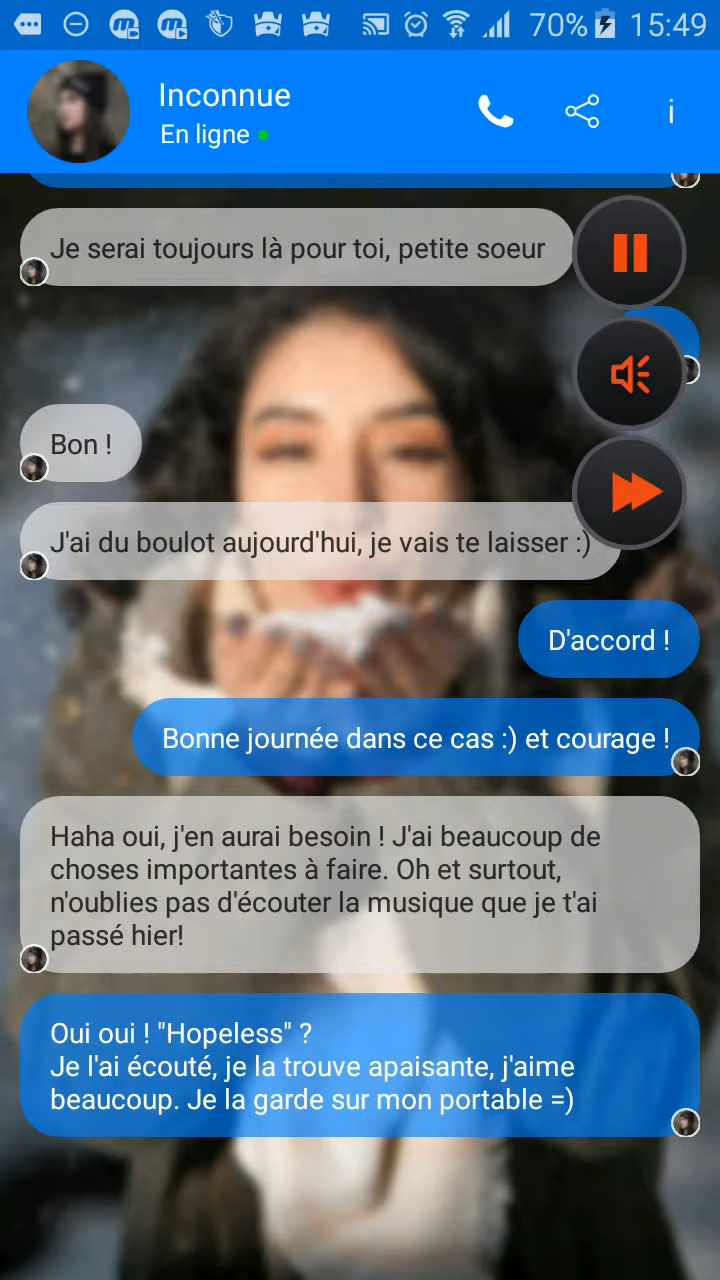 70% 15:49
Inconnue
En ligne
i
Je serai toujours là pour toi, petite soeur
Bon !
J'ai du boulot aujourd'hui, je vais te laisser :)
D'accord !
Bonne journée dans ce cas :) et courage !
Haha oui, j'en aurai besoin ! J'ai beaucoup de
choses importantes à faire. Oh et surtout,
n'oublies pas d'écouter la musique que je t'ai
passé hier!
Oui oui ! "Hopeless" ?
Je l'ai écouté, je la trouve apaisante, j'aime
beaucoup. Je la garde sur mon portable =)